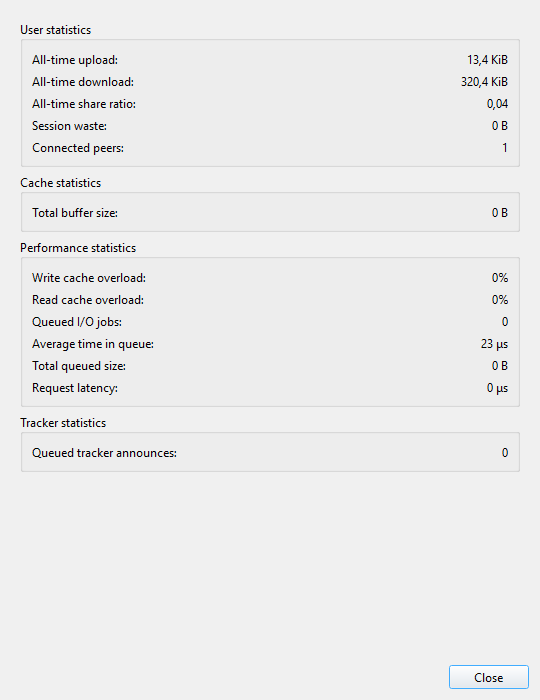 User statistics
All-time upload: 13,4 KiB
All-time download: 320,4 KiB
All-time share ratio: 0,04
Session waste: 0 B
Connected peers: 1
Cache statistics
Total buffer size: 0 B
Performance statistics
Write cache overload: 0%
Read cache overload: 0%
Queued I/O jobs: 0
Average time in queue: 23 μs
Total queued size: 0 B
Request latency: 0 μs
Tracker statistics
Queued tracker announces: 0
Close